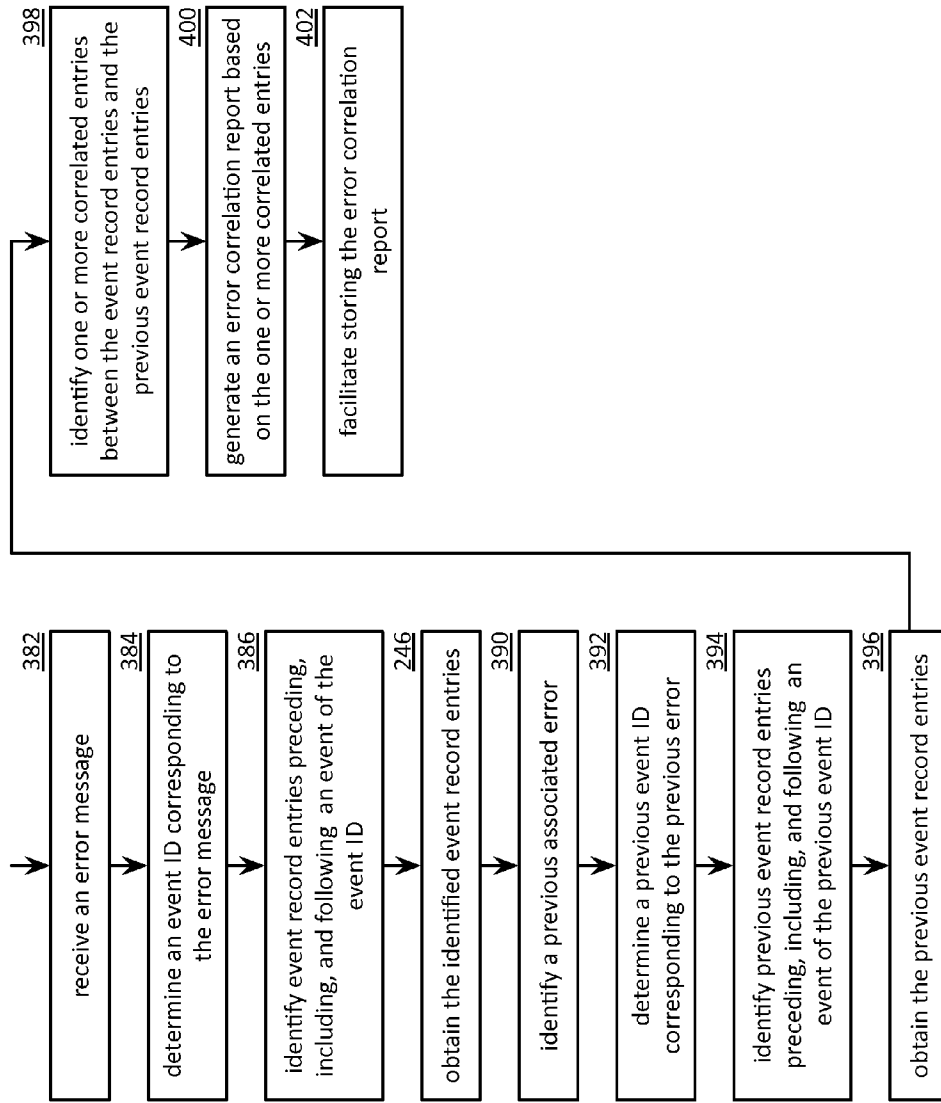 382
receive an error message
384
determine an event ID corresponding to
the error message
386
identify event record entries preceding,
including, and following  an event of the
event ID
246
obtain the identified event record entries
390
identify a previous associated error
392
determine a previous event ID
corresponding to the previous error
394
identify previous event record entries
preceding, including, and following  an
event of the previous event ID
396
obtain the previous event record entries
398
identify one or more correlated entries
between the event record entries and the
previous event record entries
400
generate an error correlation report based
on the one or more correlated entries
402
facilitate storing the error correlation
report